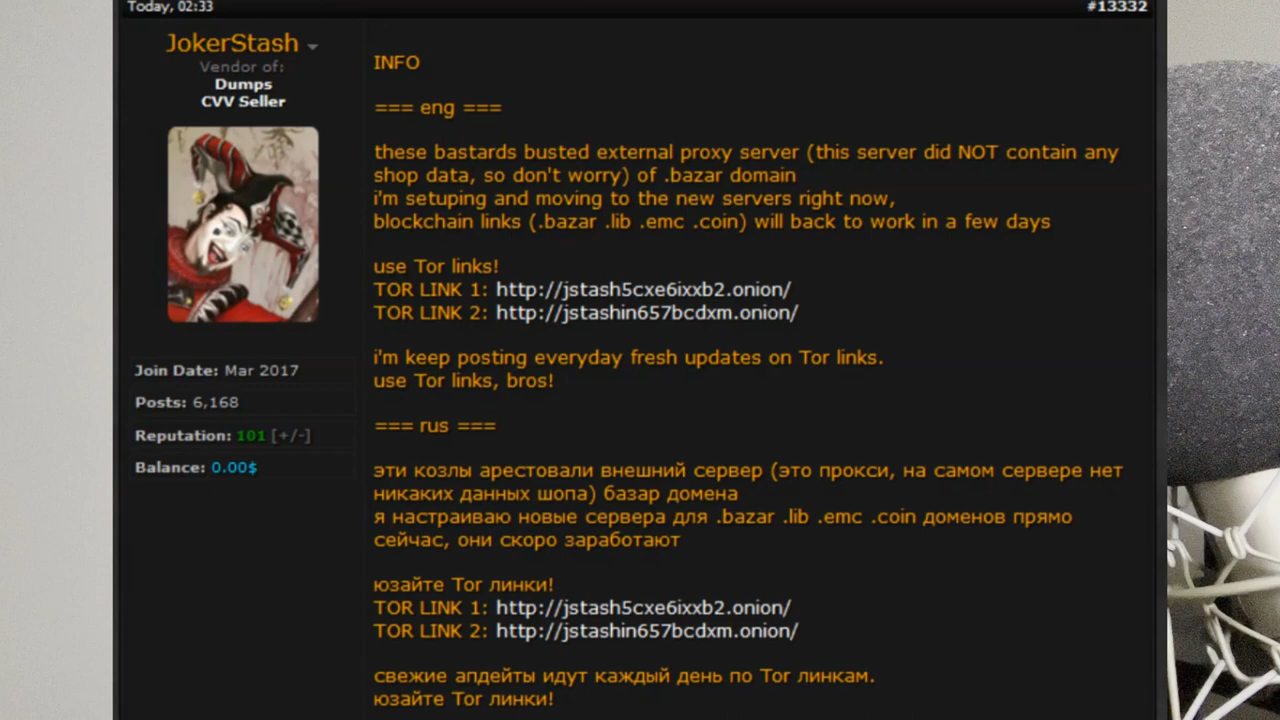 Today, 02:33
#13332
JokerStash
Vendor of:
Dumps
CVV Seller
Join Date: Mar 2017
Posts: 6,168
Reputation: 101 [+/-]
Balance: 0.00$
INFO
=== eng ===
these bastards busted external proxy server (this server did NOT contain any
shop data, so don't worry) of .bazar domain
i'm setuping and moving to the new servers right now,
blockchain links (.bazar .lib .emc .coin) will back to work in a few days
use Tor links!
TOR LINK 1: http://jstash5cxe6ixxb2.onion/
TOR LINK 2: http://jstashin657bcdxm.onion/
i'm keep posting everyday fresh updates on Tor links.
use Tor links, bros!
=== rus ===
эти козлы арестовали внешний сервер (это прокси, на самом сервере нет
никаких данных шопа) базар домена
я настраиваю новые сервера для .bazar .lib .emc .coin доменов прямо
сейчас, они скоро заработают
юзайте Tor линки!
TOR LINK 1: http://jstash5cxe6ixxb2.onion/
TOR LINK 2: http://jstashin657bcdxm.onion/
свежие апдейты идут каждый день по Tor линкам.
юзайте Tor линки!